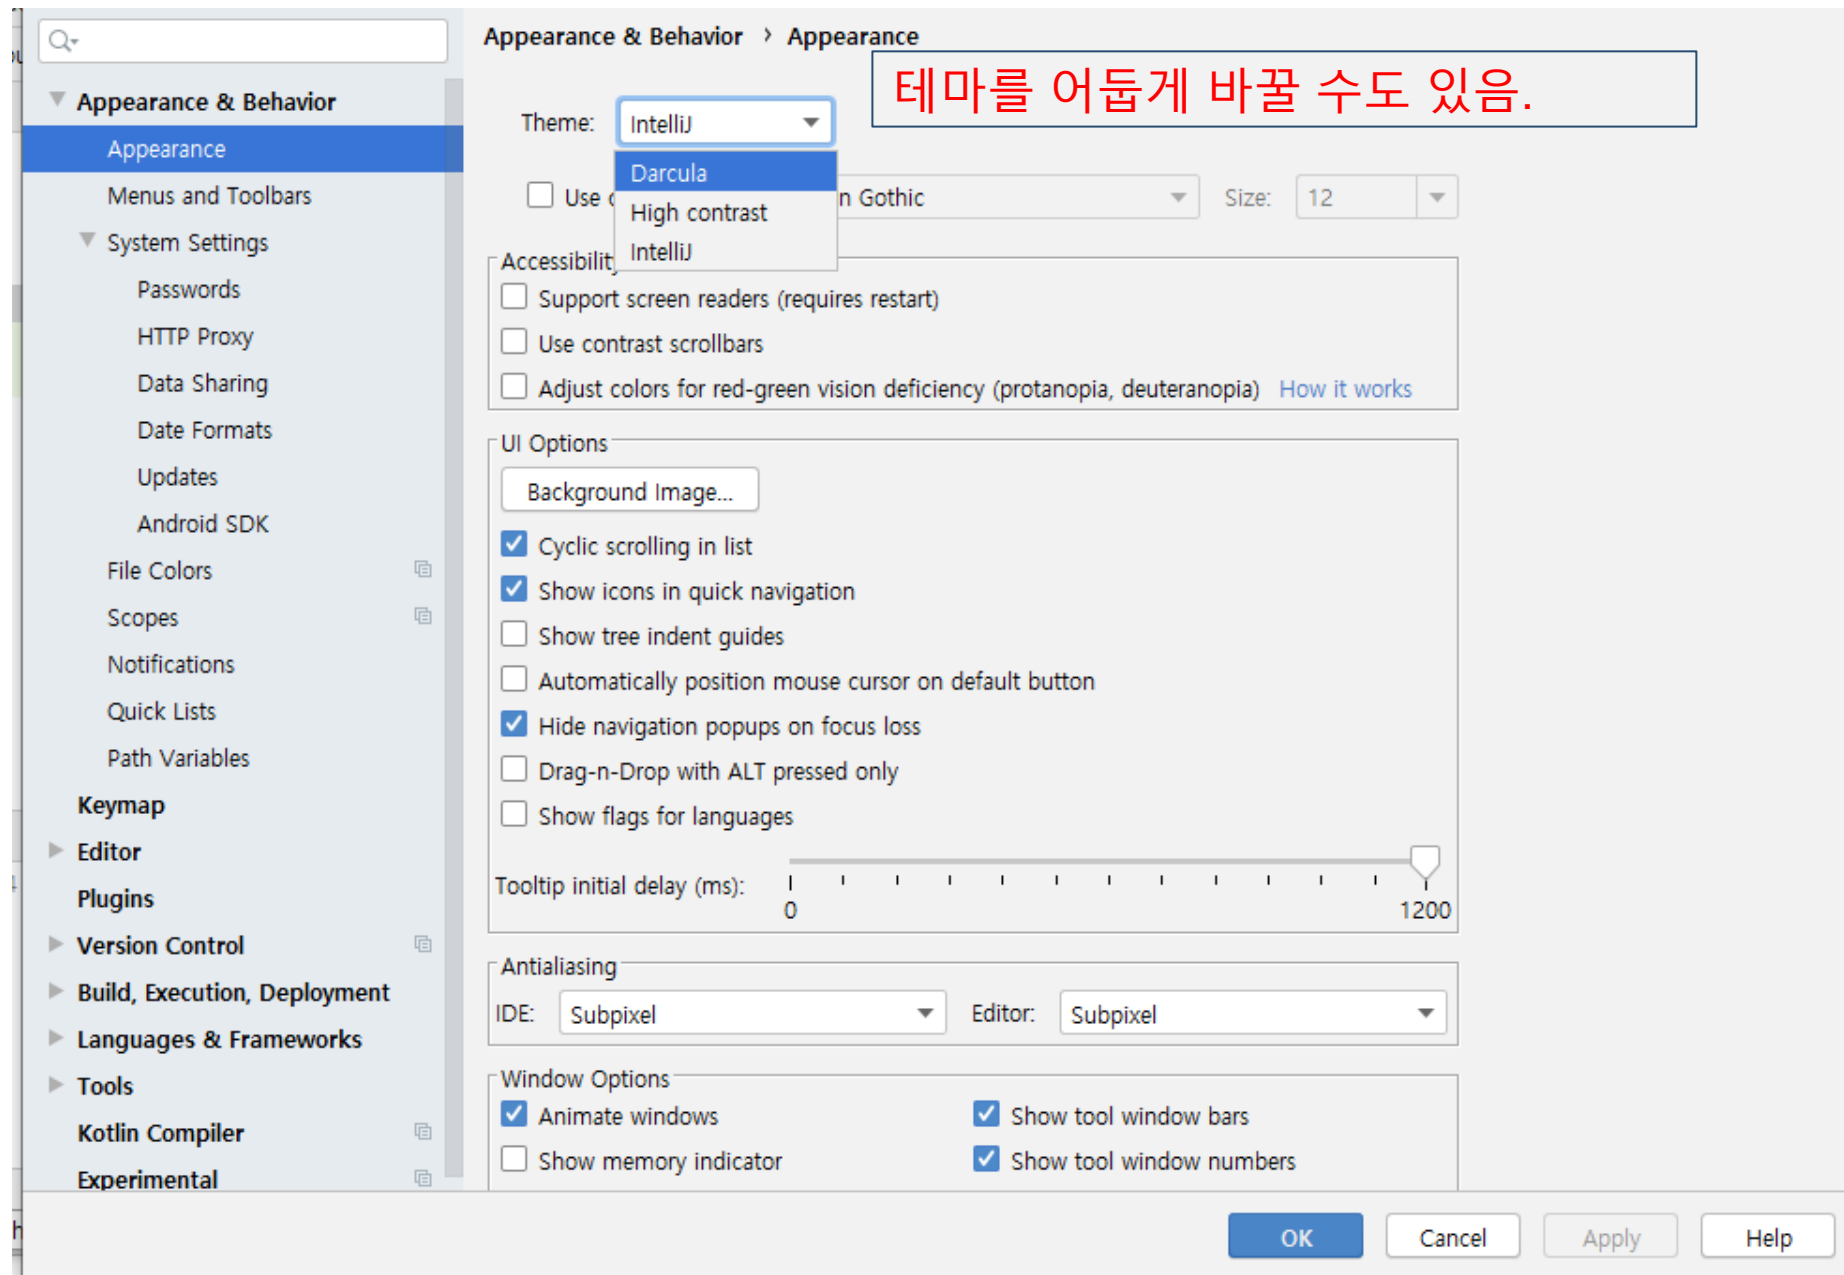 Appearance & Behavior
Appearance
Menus and Toolbars
System Settings
Passwords
HTTP Proxy
Data Sharing
Date Formats
Updates
Android SDK
File Colors
Scopes
Notifications
Quick Lists
Path Variables
Keymap
Editor
Plugins
Version Control
Build, Execution, Deployment
Languages & Frameworks
Tools
Kotlin Compiler
Experimental
Appearance & Behavior › Appearance
테마를 어둡게 바꿀 수도 있음.
Theme: IntelliJ
Darcula
High contrast
IntelliJ
Use Gothic Size: 12
Accessibility
Support screen readers (requires restart)
Use contrast scrollbars
Adjust colors for red-green vision deficiency (protanopia, deuteranopia) How it works
UI Options
Background Image...
Cyclic scrolling in list
Show icons in quick navigation
Show tree indent guides
Automatically position mouse cursor on default button
Hide navigation popups on focus loss
Drag-n-Drop with ALT pressed only
Show flags for languages
Tooltip initial delay (ms):
0 1200
Antialiasing
IDE: Subpixel Editor: Subpixel
Window Options
Animate windows Show tool window bars
Show memory indicator Show tool window numbers
OK Cancel Apply Help